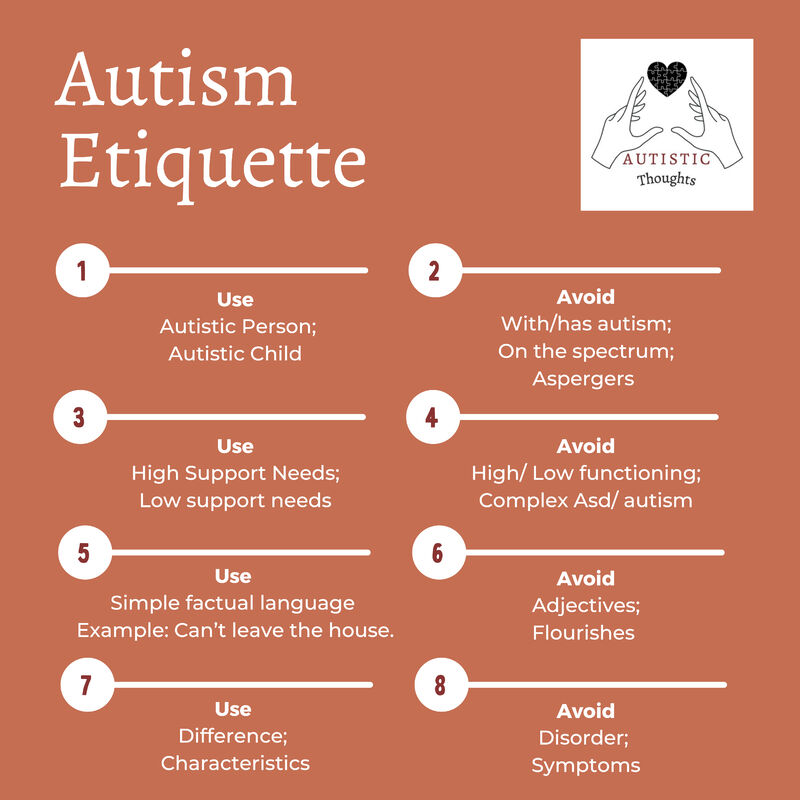 Autism
Etiquette
AUTISTIC
Thoughts
1
Use
Autistic Person;
Autistic Child
2
Avoid
With/has autism;
On the spectrum;
Aspergers
3
Use
High Support Needs;
Low support needs
4
Avoid
High/ Low functioning;
Complex Asd/ autism
5
Use
Simple factual language
Example: Can’t leave the house.
6
Avoid
Adjectives;
Flourishes
7
Use
Difference;
Characteristics
8
Avoid
Disorder;
Symptoms